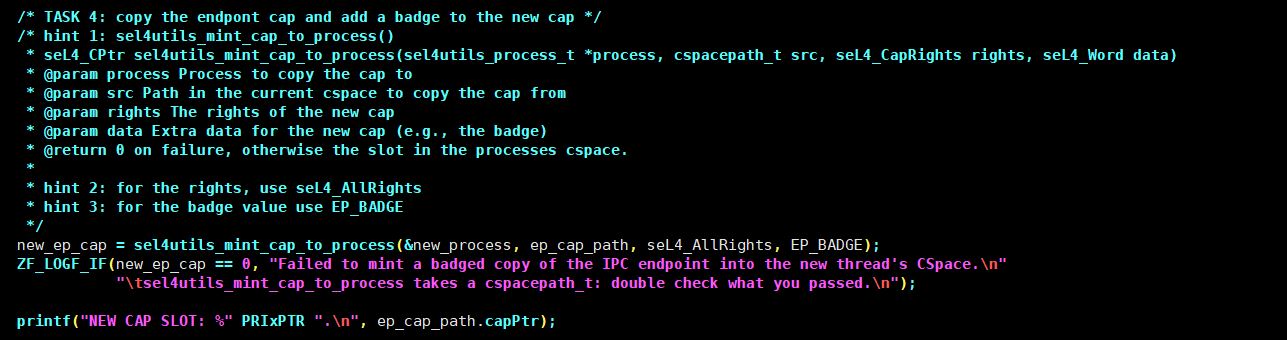 /* TASK 4: copy the endpont cap and add a badge to the new cap */
/* hint 1: sel4utils_mint_cap_to_process()
 * seL4_CPtr sel4utils_mint_cap_to_process(sel4utils_process_t *process, cspacepath_t src, seL4_CapRights rights, seL4_Word data)
 * @param process Process to copy the cap to
 * @param src Path in the current cspace to copy the cap from
 * @param rights The rights of the new cap
 * @param data Extra data for the new cap (e.g., the badge)
 * @return 0 on failure, otherwise the slot in the processes cspace.
 *
 * hint 2: for the rights, use seL4_AllRights
 * hint 3: for the badge value use EP_BADGE
 */
new_ep_cap = sel4utils_mint_cap_to_process(&new_process, ep_cap_path, seL4_AllRights, EP_BADGE);
ZF_LOGF_IF(new_ep_cap == 0, "Failed to mint a badged copy of the IPC endpoint into the new thread's CSpace.\n"
           "\tsel4utils_mint_cap_to_process takes a cspacepath_t: double check what you passed.\n");

printf("NEW CAP SLOT: %" PRIxPTR ".\n", ep_cap_path.capPtr);